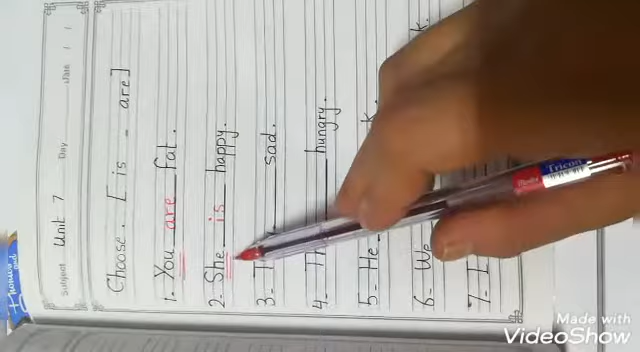 Subject Unit 7 Day Date / /
Choose. [ is - are ]
1- You are fat.
2- She is happy.
3- sad.
4- hungry.
5- He
6- We
7- I
Tricon
Made with
VideoShow